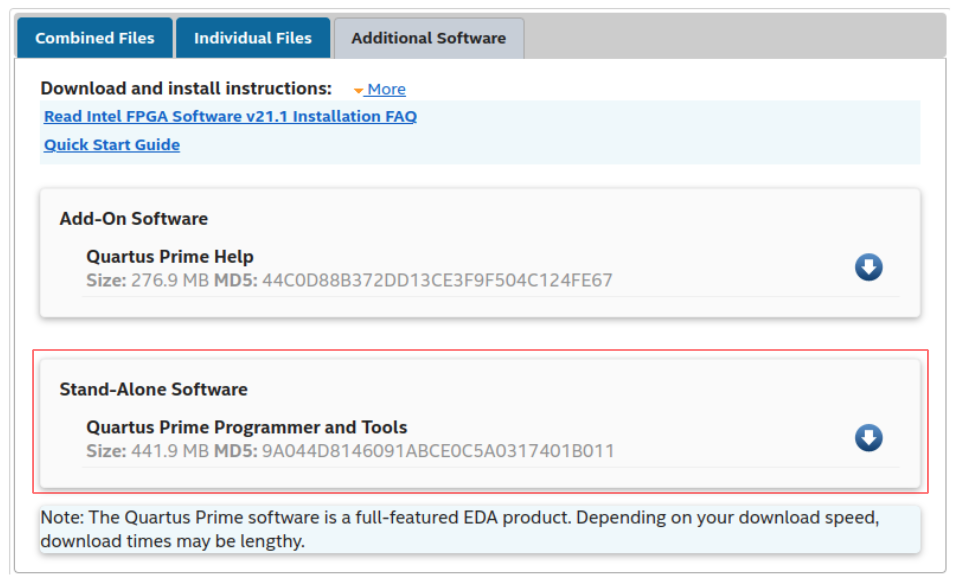 Combined Files Individual Files Additional Software
Download and install instructions: More
Read Intel FPGA Software v21.1 Installation FAQ
Quick Start Guide
Add-On Software
Quartus Prime Help
Size: 276.9 MB MD5: 44C0D88B372DD13CE3F9F504C124FE67
Stand-Alone Software
Quartus Prime Programmer and Tools
Size: 441.9 MB MD5: 9A044D8146091ABCE0C5A0317401B011
Note: The Quartus Prime software is a full-featured EDA product. Depending on your download speed,
download times may be lengthy.